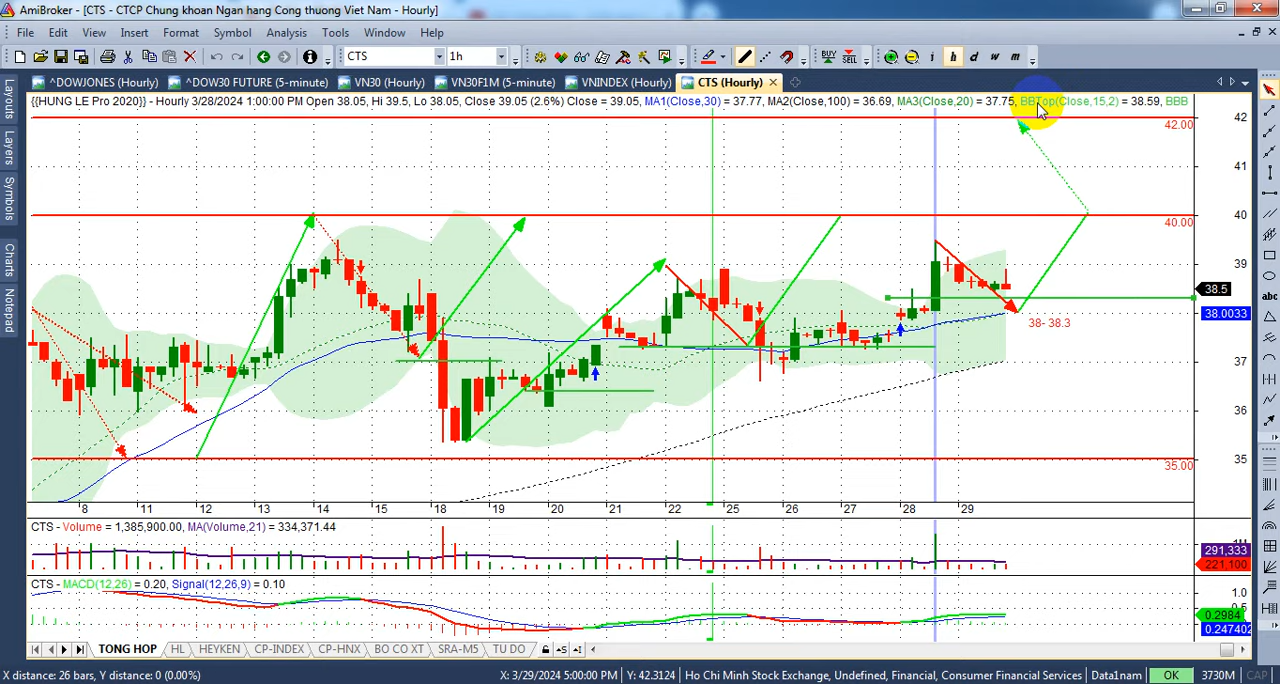 AmiBroker - [CTS - CTCP Chung khoan Ngan hang Cong thuong Viet Nam - Hourly]
File Edit View Insert Format Symbol Analysis Tools Window Help
CTS 1h BUY SELL i h d w m
^DOWJONES (Hourly) ^DOW30 FUTURE (5-minute) VN30 (Hourly) VN30F1M (5-minute) VNINDEX (Hourly) CTS (Hourly)
{{HUNG LE Pro 2020}} - Hourly 3/28/2024 1:00:00 PM Open 38.05, Hi 39.5, Lo 38.05, Close 39.05 (2.6%) Close = 39.05, MA1(Close,30) = 37.77, MA2(Close,100) = 36.69, MA3(Close,20) = 37.75, BBTop(Close,15,2) = 38.59, BBB
Layouts
Layers
Symbols
Charts
Notepad
abc
42.00
42
41
40
40.00
39
38.5
38.0033
38- 38.3
37
36
35
35.00
8 11 12 13 14 15 18 19 20 21 22 25 26 27 28 29
CTS - Volume = 1,385,900.00, MA(Volume,21) = 334,371.44
291,333
221,100
CTS - MACD(12,26) = 0.20, Signal(12,26,9) = 0.10
1.0
0.2984
0.247402
TONG HOP HL HEYKEN CP-INDEX CP-HNX BO CO XT SRA-M5 TU DO
X distance: 26 bars, Y distance: 0 (0.00%) X: 3/29/2024 5:00:00 PM Y: 42.3124 Ho Chi Minh Stock Exchange, Undefined, Financial, Consumer Financial Services Data1nam OK 3730M CAP